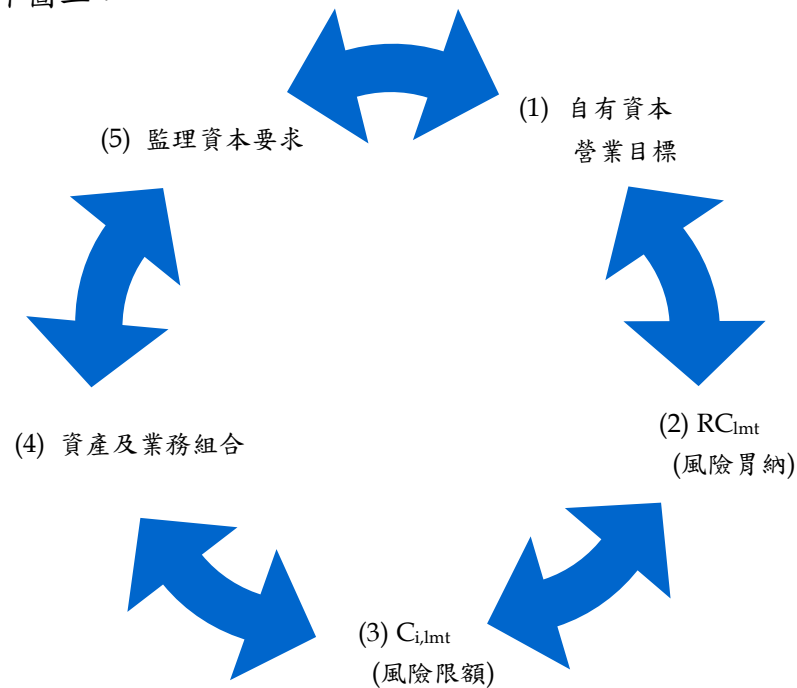 (1) 自有資本
營業目標
(2) RClmt
(風險胃納)
(3) Ci,lmt
(風險限額)
(4) 資產及業務組合
(5) 監理資本要求